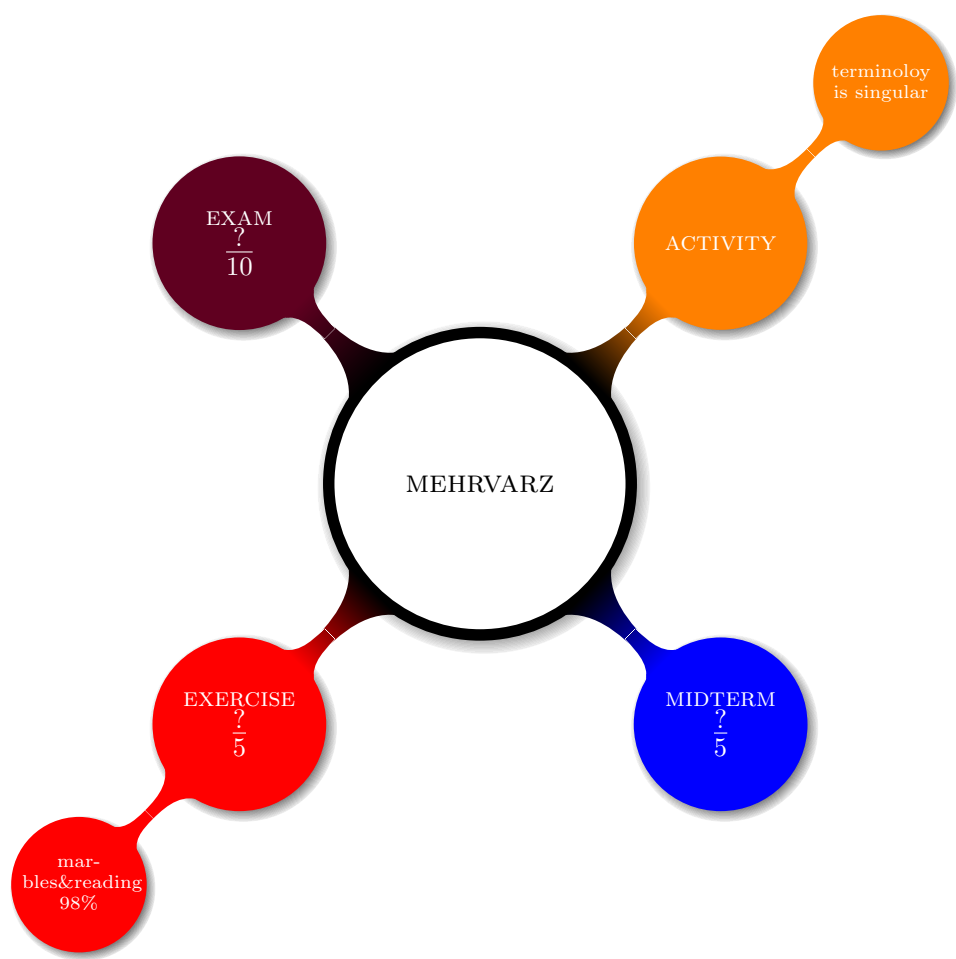 terminoloy
is singular
EXAM
?
10
ACTIVITY
MEHRVARZ
EXERCISE
?
5
MIDTERM
?
5
mar-
bles&reading
98%